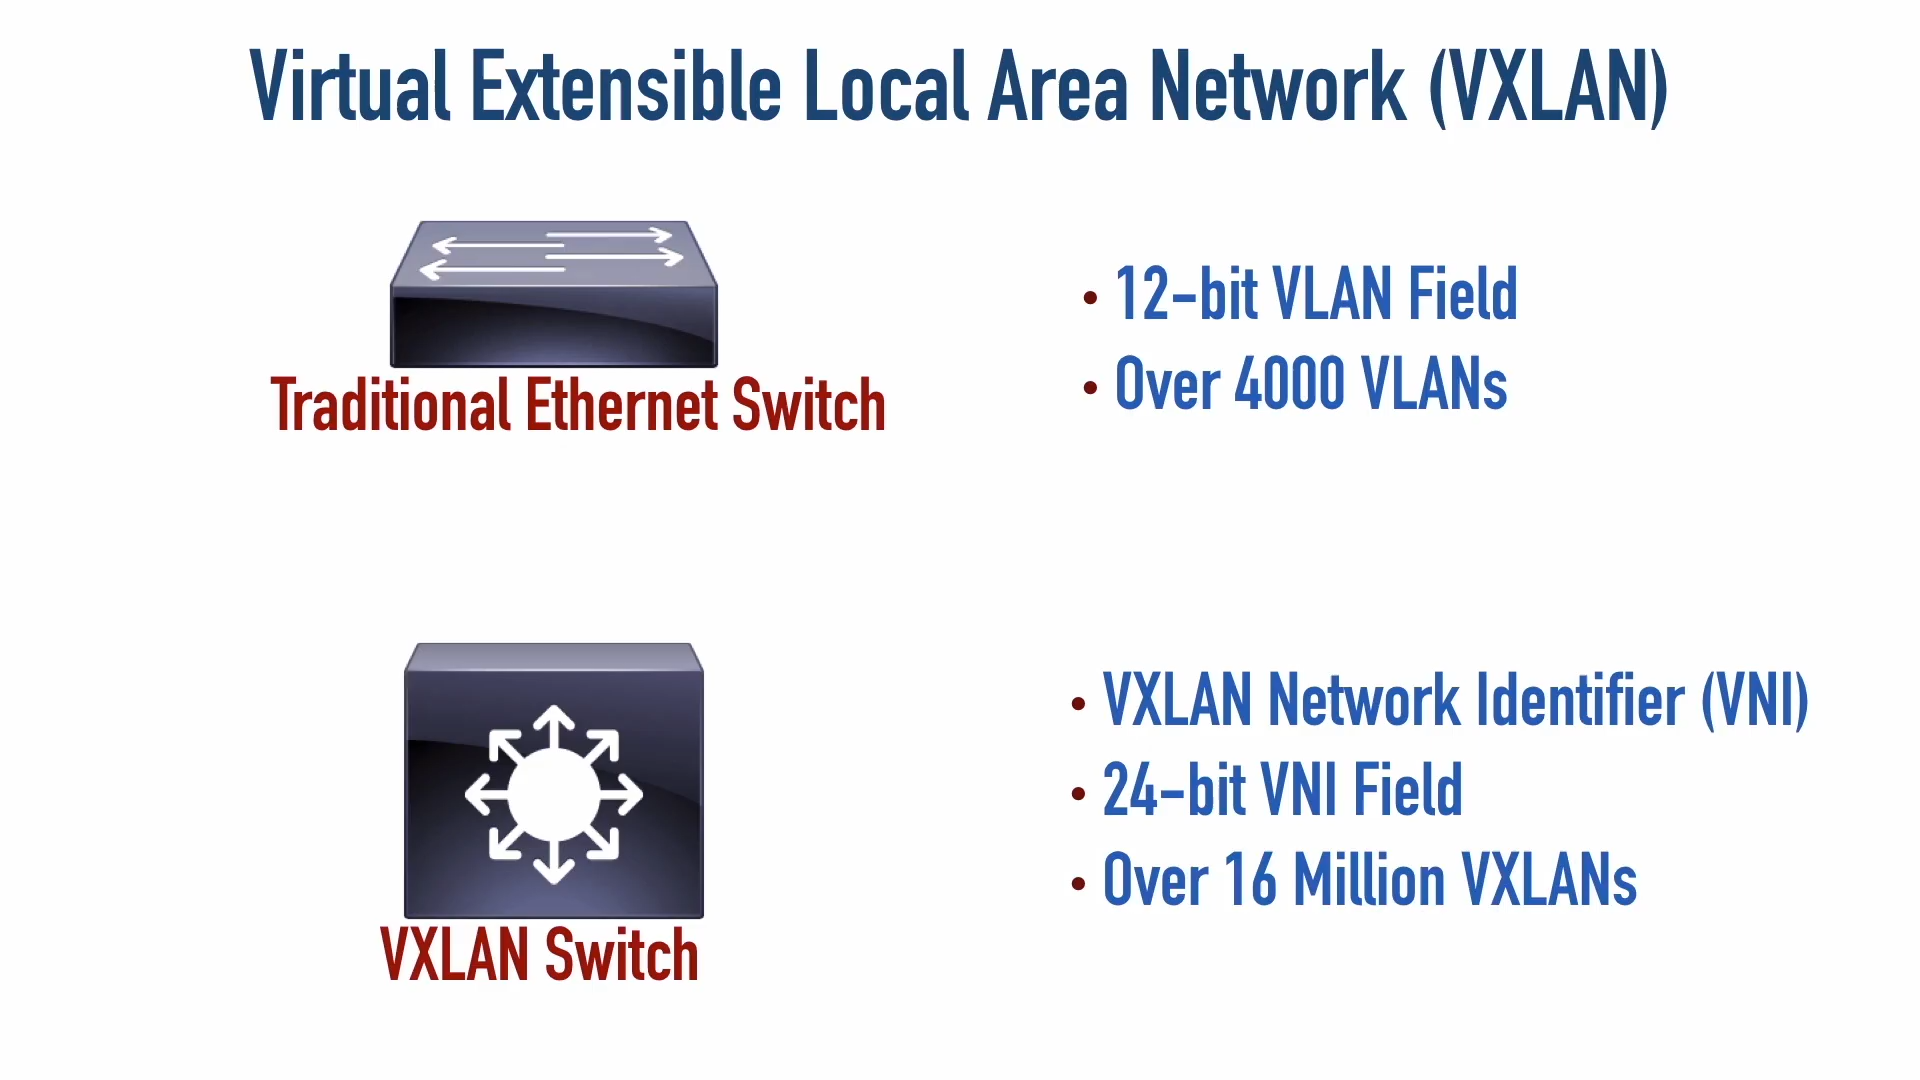 Virtual Extensible Local Area Network (VXLAN)
Traditional Ethernet Switch
• 12-bit VLAN Field
• Over 4000 VLANs
VXLAN Switch
• VXLAN Network Identifier (VNI)
• 24-bit VNI Field
• Over 16 Million VXLANs